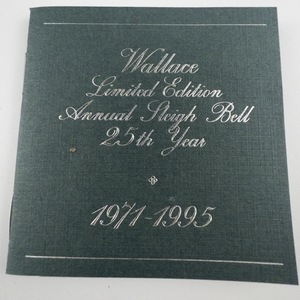 Wallace
Limited Edition
Annual Sleigh Bell
25th Year
1971-1995